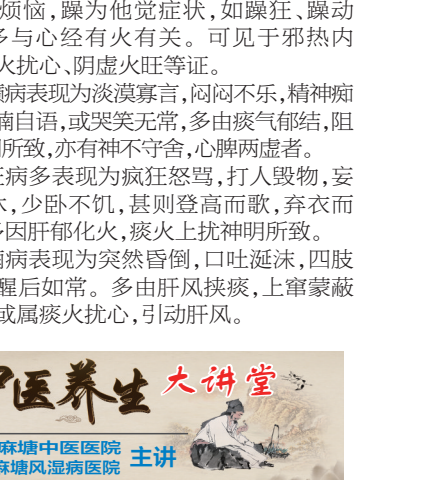 烦恼,躁为他觉症状,如躁狂、躁动
多与心经有火有关。可见于邪热内
火扰心、阴虚火旺等证。
癫病表现为淡漠寡言,闷闷不乐,精神痴
喃自语,或哭笑无常,多由痰气郁结,阻
所致,亦有神不守舍,心脾两虚者。
狂病多表现为疯狂怒骂,打人毁物,妄
,少卧不饥,甚则登高而歌,弃衣而
多因肝郁化火,痰火上扰神明所致。
痫病表现为突然昏倒,口吐涎沫,四肢
醒后如常。多由肝风挟痰,上窜蒙蔽
或属痰火扰心,引动肝风。
中医养生大讲堂
麻塘中医医院
麻塘风湿病医院
主讲